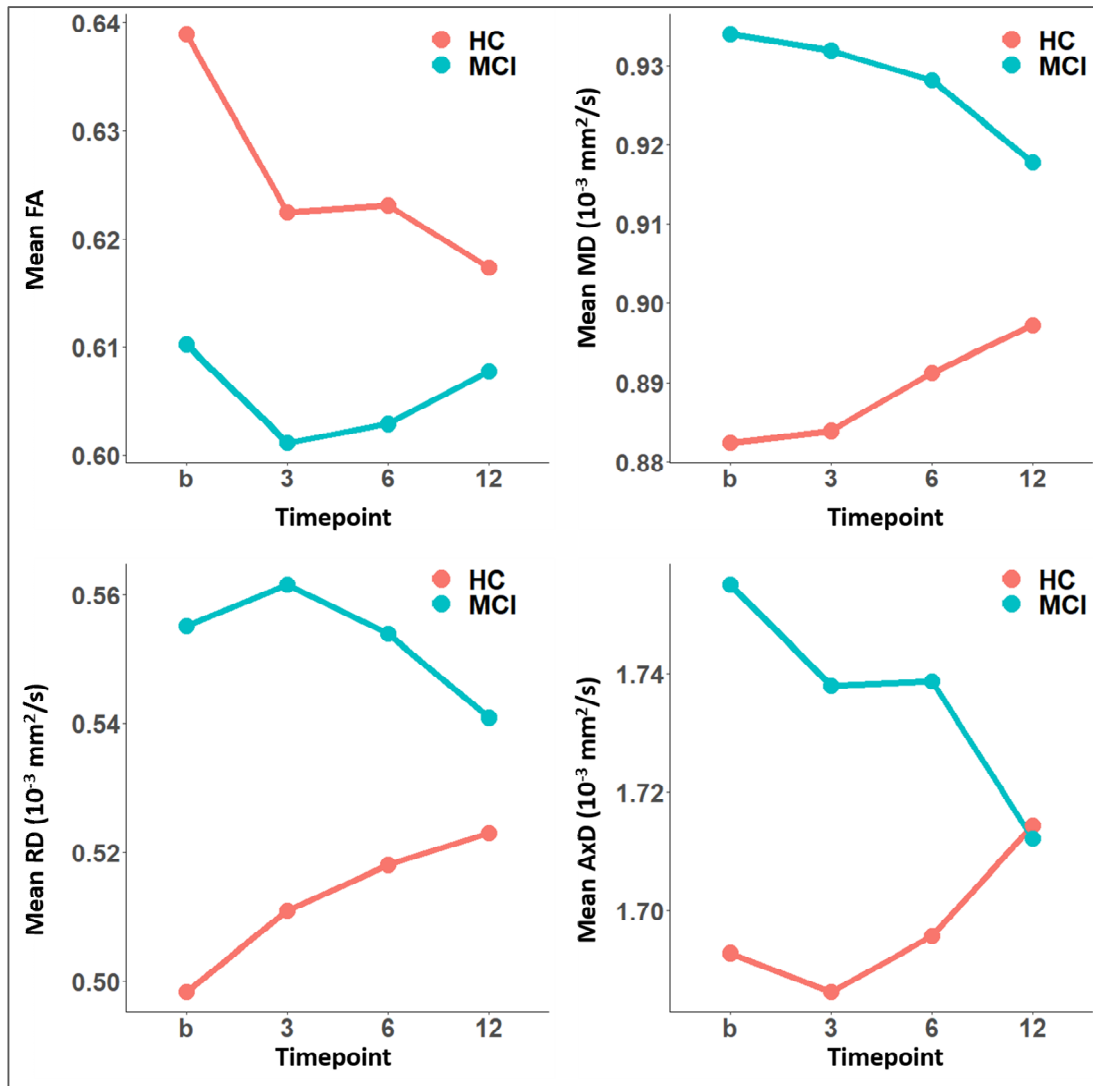 Mean FA
0.64
0.63
0.62
0.61
0.60
HC
MCI
b 3 6 12
Timepoint
Mean MD (10⁻³ mm²/s)
0.93
0.92
0.91
0.90
0.89
0.88
HC
MCI
b 3 6 12
Timepoint
Mean RD (10⁻³ mm²/s)
0.56
0.54
0.52
0.50
HC
MCI
b 3 6 12
Timepoint
Mean AxD (10⁻³ mm²/s)
1.74
1.72
1.70
HC
MCI
b 3 6 12
Timepoint